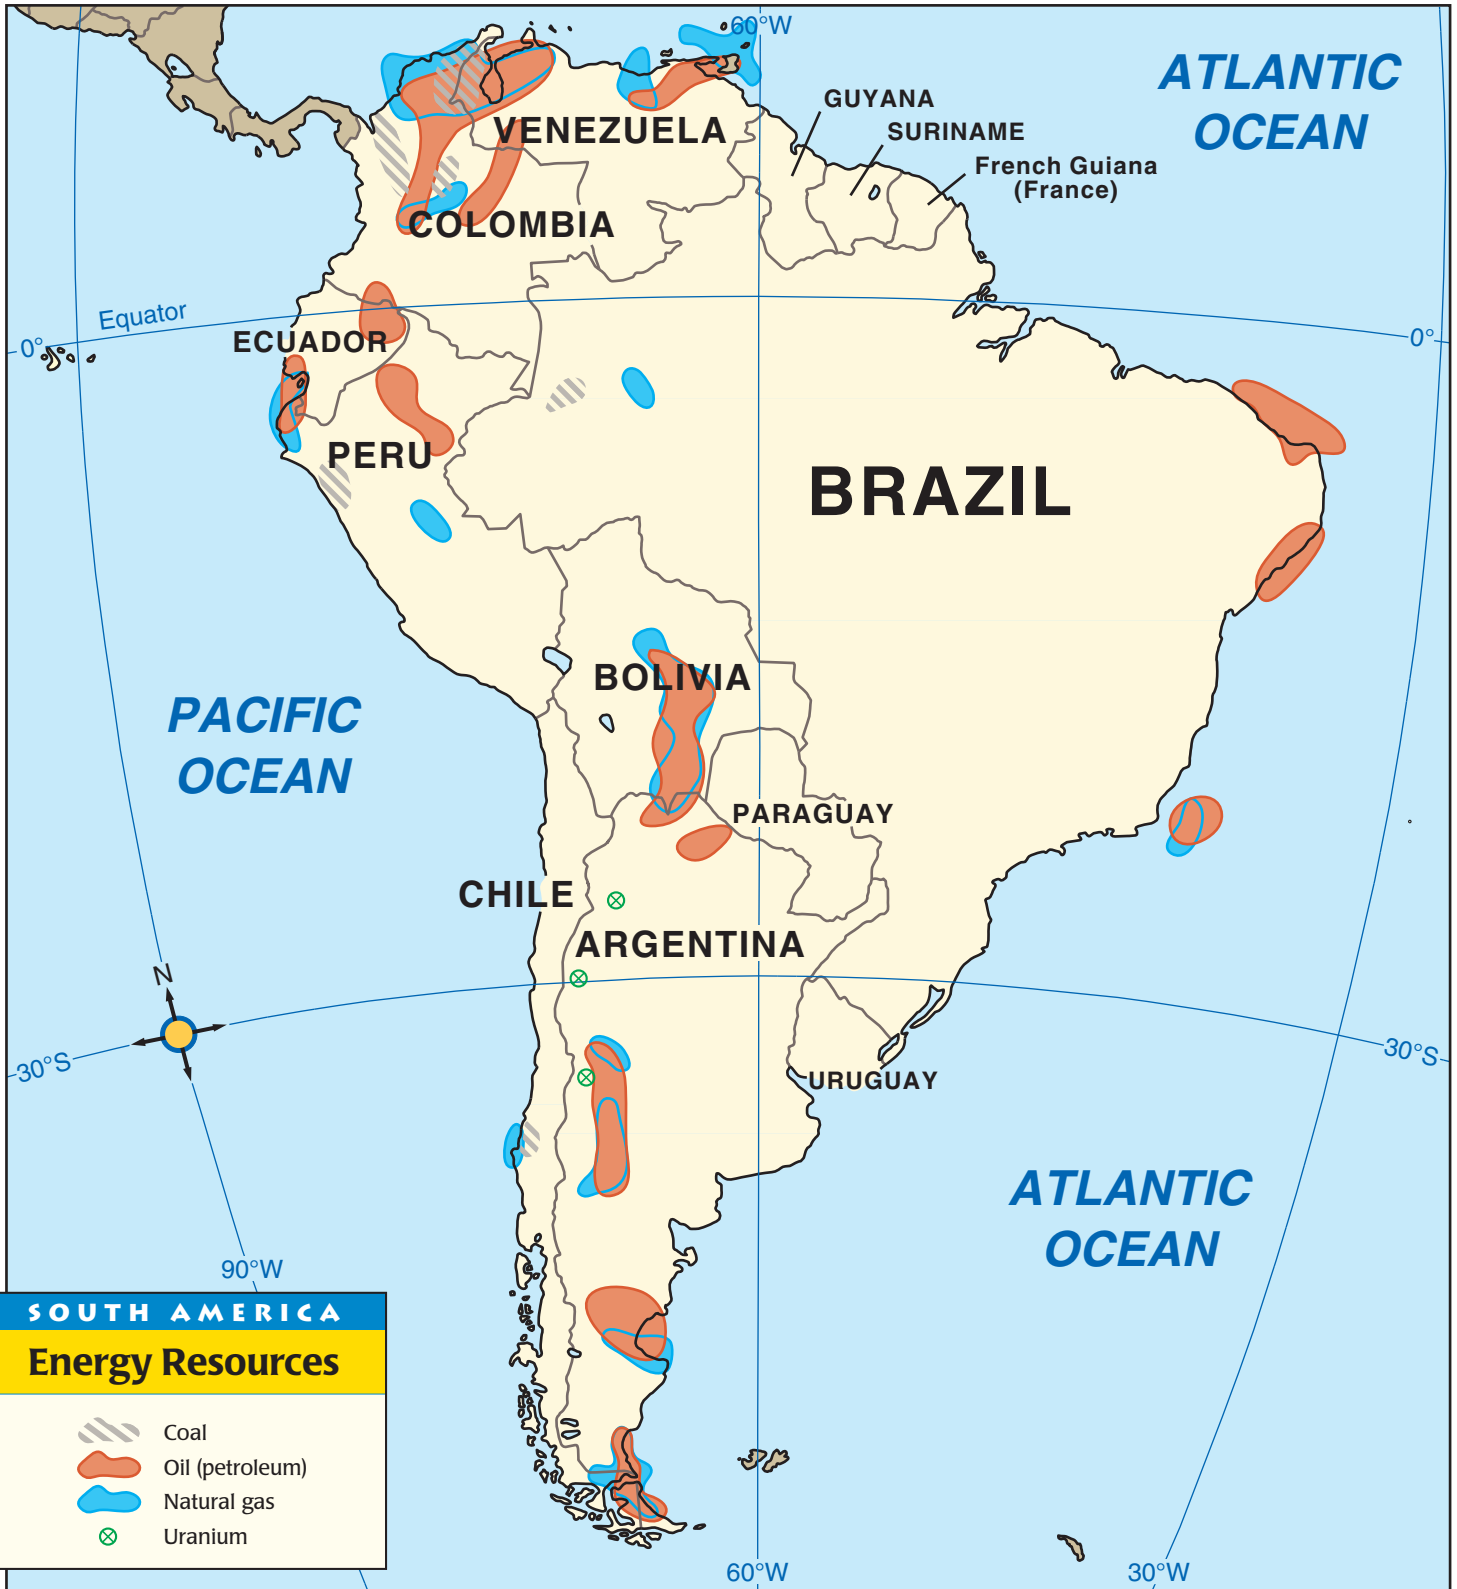 60°W
ATLANTIC
OCEAN
GUYANA
SURINAME
French Guiana
(France)
VENEZUELA
COLOMBIA
Equator
0°
0°
ECUADOR
PERU
BRAZIL
BOLIVIA
PACIFIC
OCEAN
PARAGUAY
CHILE
ARGENTINA
N
30°S
30°S
URUGUAY
ATLANTIC
OCEAN
90°W
SOUTH AMERICA
Energy Resources
Coal
Oil (petroleum)
Natural gas
Uranium
60°W
30°W